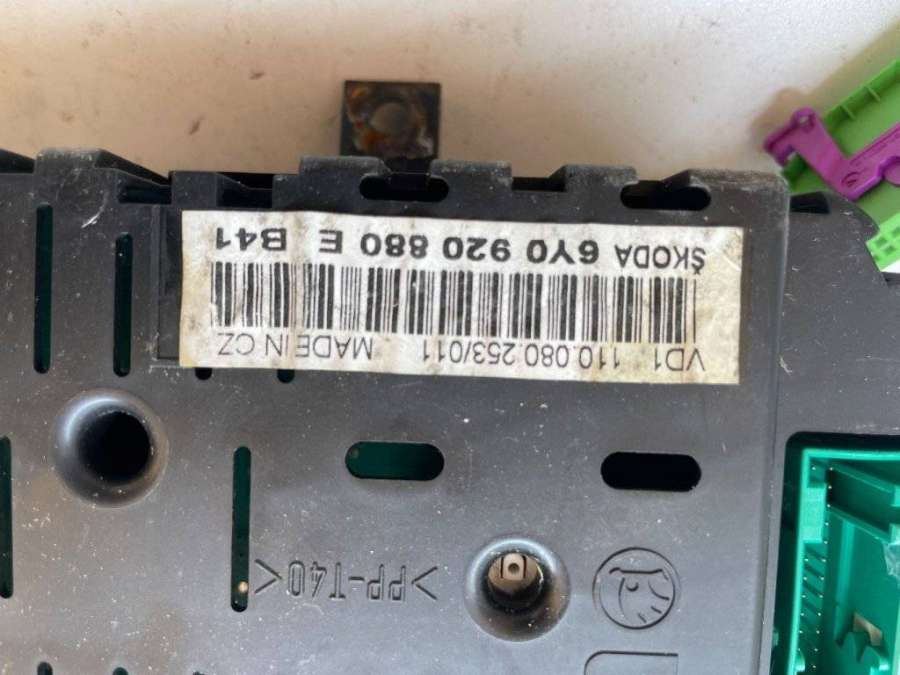 ŠKODA 6Y0 920 880 E B41
VD1 110.080.253/011 MADE IN CZ
>PP-T40<